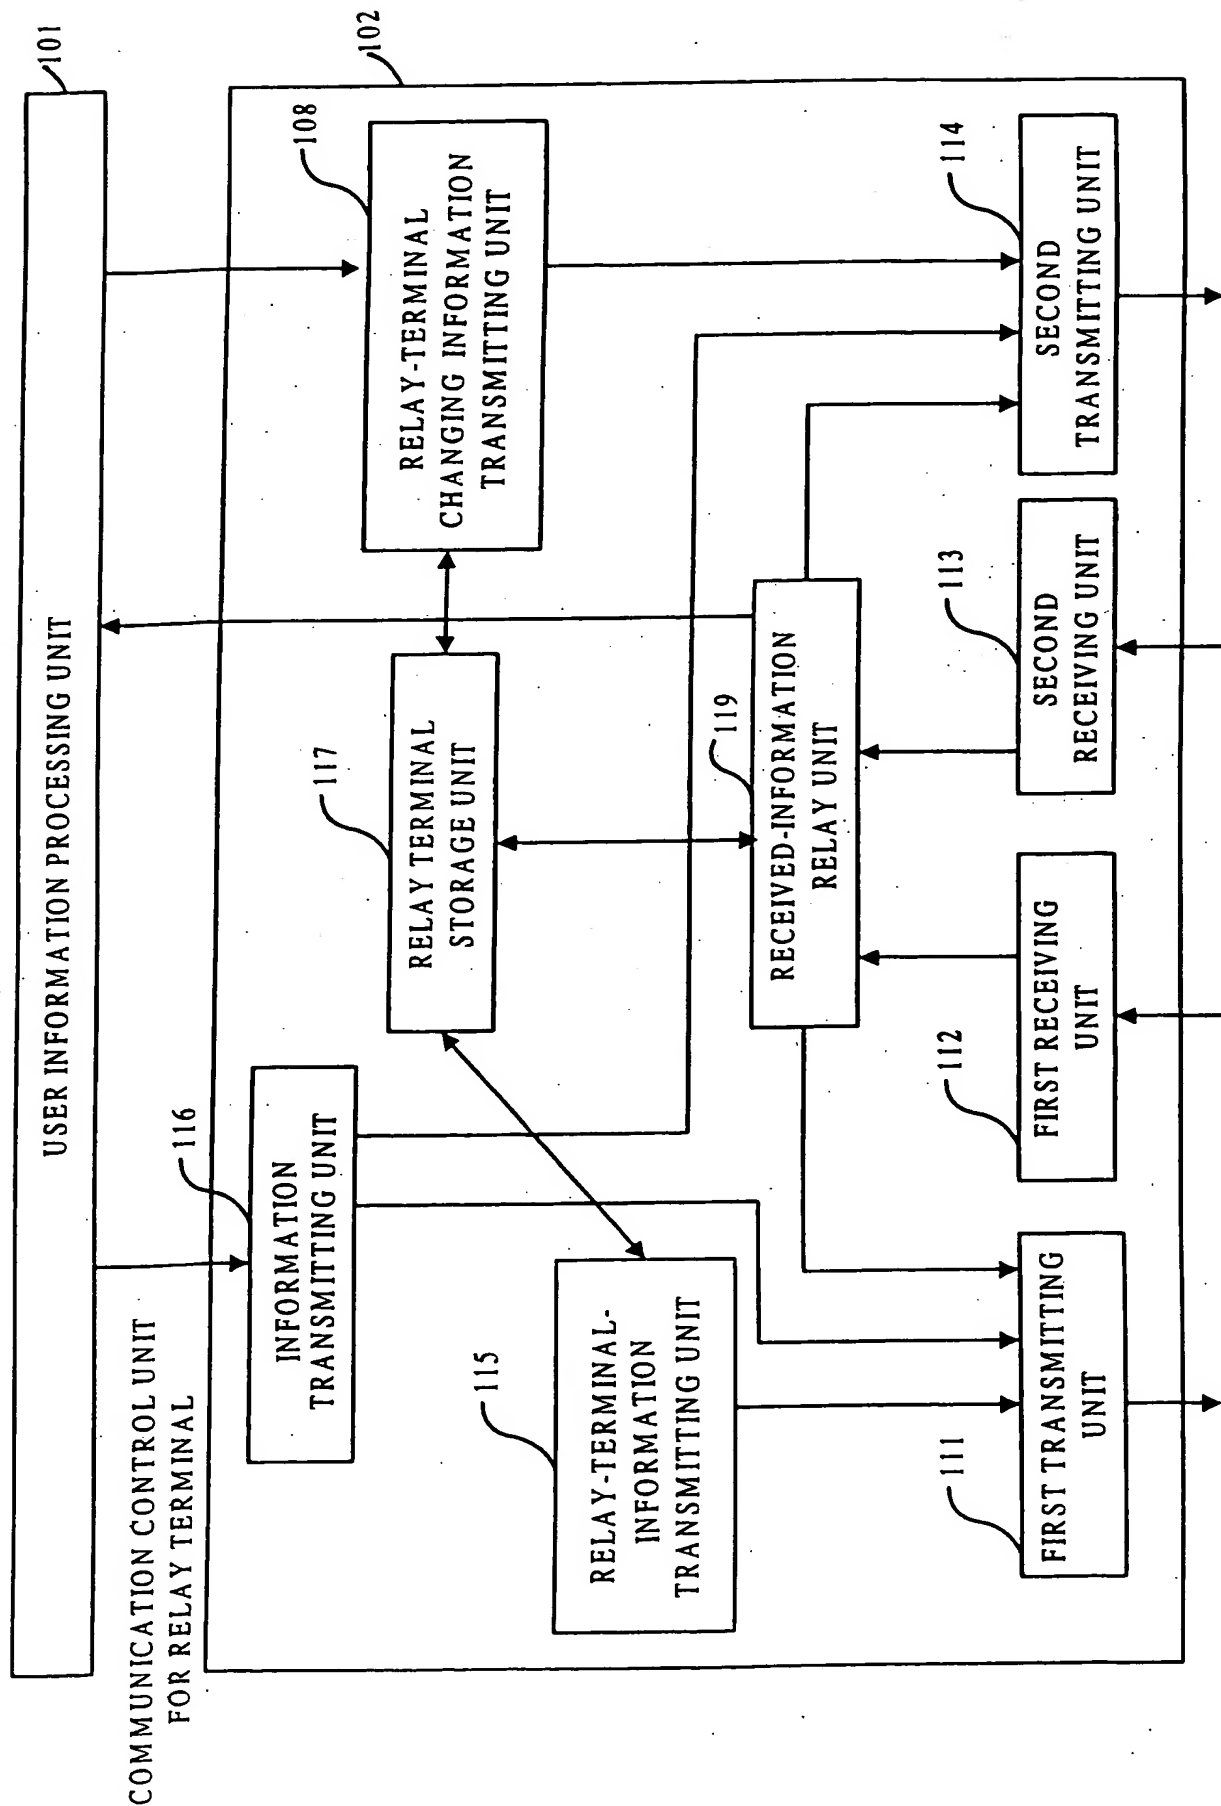 101
USER INFORMATION PROCESSING UNIT
COMMUNICATION CONTROL UNIT
FOR RELAY TERMINAL
102
116
INFORMATION
TRANSMITTING UNIT
117
RELAY TERMINAL
STORAGE UNIT
108
RELAY-TERMINAL
CHANGING INFORMATION
TRANSMITTING UNIT
115
RELAY-TERMINAL-
INFORMATION
TRANSMITTING UNIT
119
RECEIVED-INFORMATION
RELAY UNIT
111
FIRST TRANSMITTING
UNIT
112
FIRST RECEIVING
UNIT
113
SECOND
RECEIVING UNIT
114
SECOND
TRANSMITTING UNIT